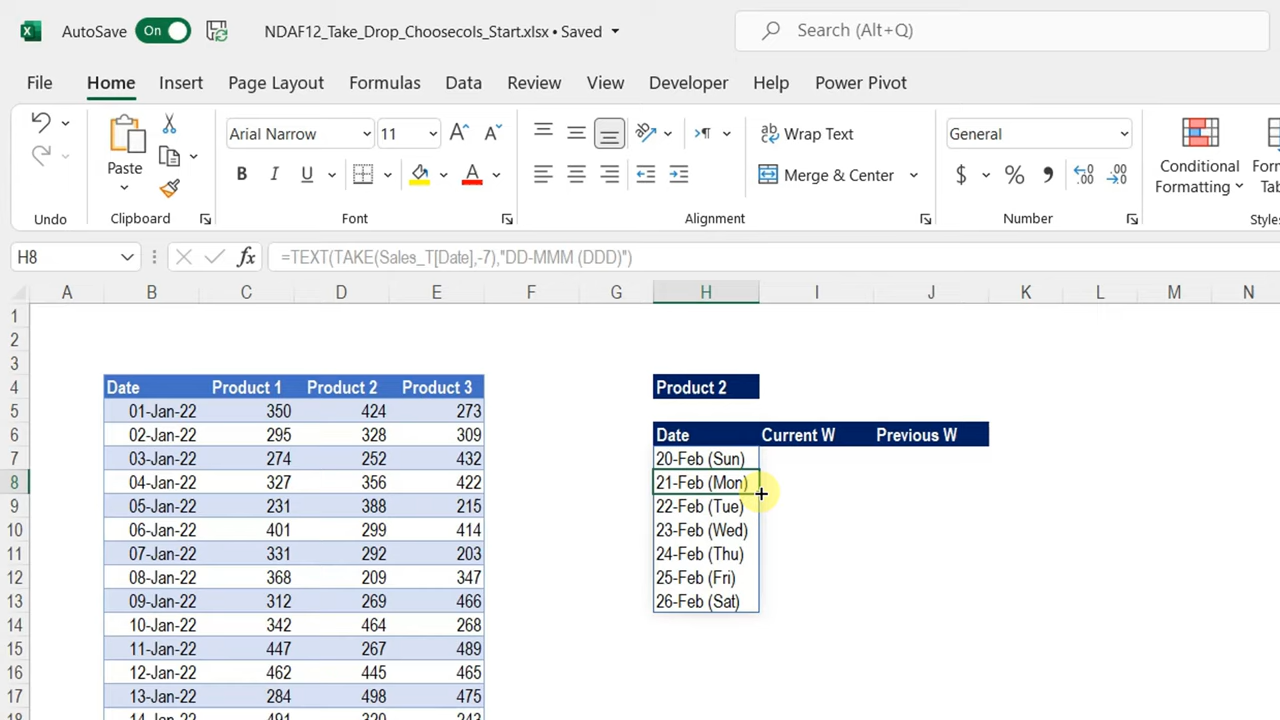 AutoSave On NDAF12_Take_Drop_Choosecols_Start.xlsx • Saved Search (Alt+Q)
File Home Insert Page Layout Formulas Data Review View Developer Help Power Pivot
Arial Narrow 11 Wrap Text General
Paste Merge & Center $ % Conditional Formatting
Undo Clipboard Font Alignment Number
H8 fx =TEXT(TAKE(Sales_T[Date],-7),"DD-MMM (DDD)")
A B C D E F G H I J K L M N
1
2
3
4 Date Product 1 Product 2 Product 3 Product 2
5 01-Jan-22 350 424 273
6 02-Jan-22 295 328 309 Date Current W Previous W
7 03-Jan-22 274 252 432 20-Feb (Sun)
8 04-Jan-22 327 356 422 21-Feb (Mon)
9 05-Jan-22 231 388 215 22-Feb (Tue)
10 06-Jan-22 401 299 414 23-Feb (Wed)
11 07-Jan-22 331 292 203 24-Feb (Thu)
12 08-Jan-22 368 209 347 25-Feb (Fri)
13 09-Jan-22 312 269 466 26-Feb (Sat)
14 10-Jan-22 342 464 268
15 11-Jan-22 447 267 489
16 12-Jan-22 462 445 465
17 13-Jan-22 284 498 475
18 14-Jan-22 491 320 243